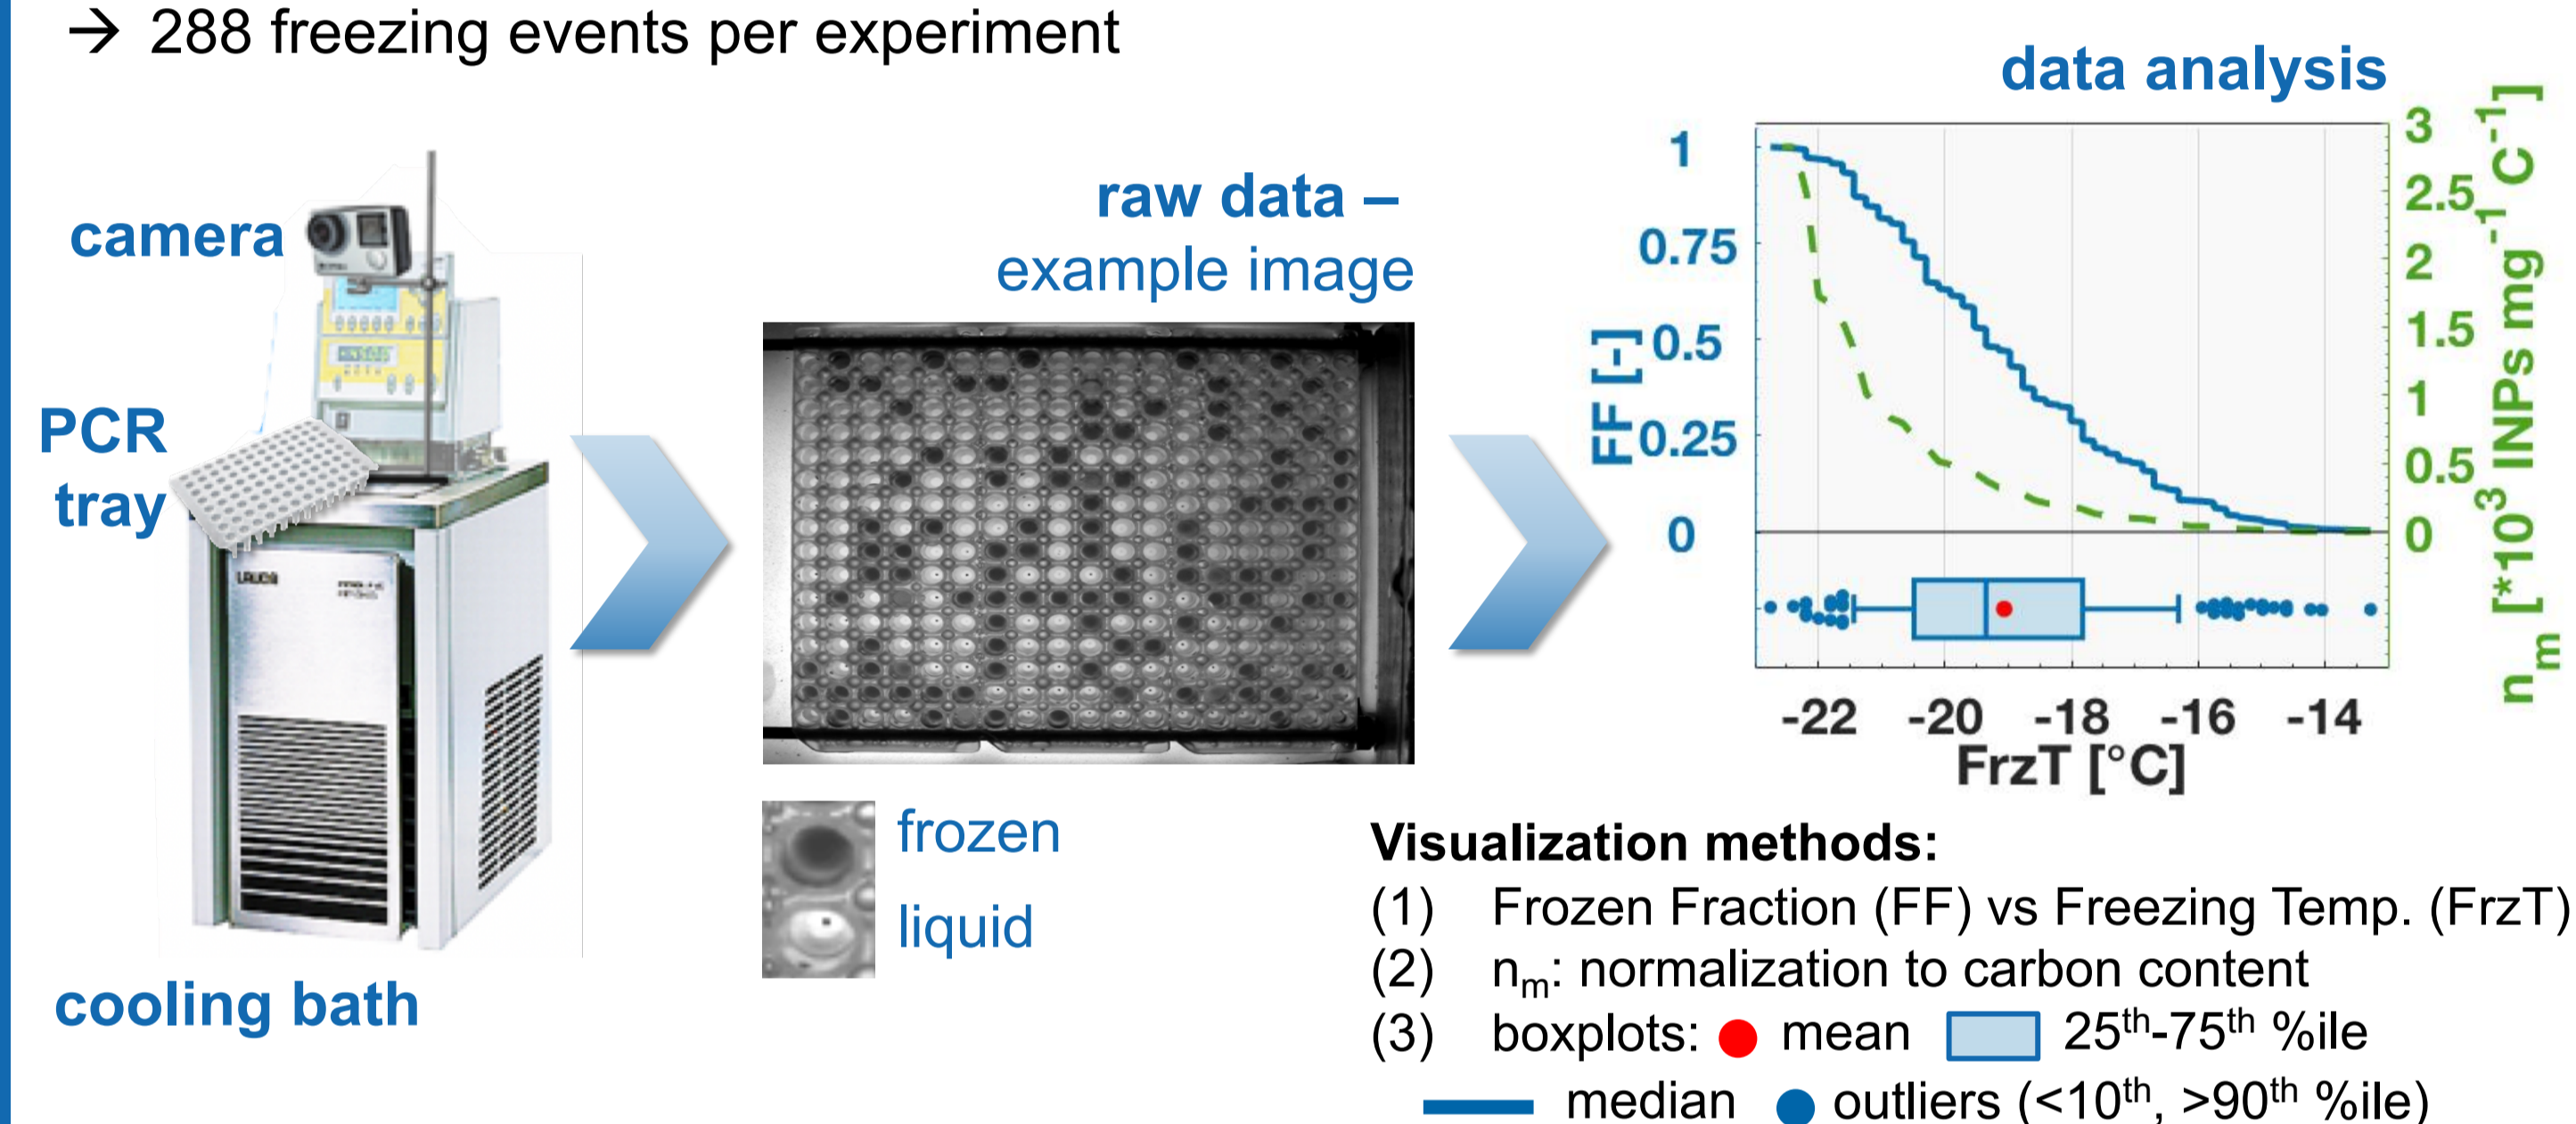 → 288 freezing events per experiment
camera
PCR
tray
cooling bath
raw data –
example image
frozen
liquid
LAUDA
data analysis
1
0.75
0.5
0.25
0
FF [-]
3
2.5
2
1.5
1
0.5
0
nm [*10³ INPs mg⁻¹ C⁻¹]
-22 -20 -18 -16 -14
FrzT [°C]
Visualization methods:
(1) Frozen Fraction (FF) vs Freezing Temp. (FrzT)
(2) nm: normalization to carbon content
(3) boxplots: mean 25th-75th %ile
median outliers (<10th, >90th %ile)